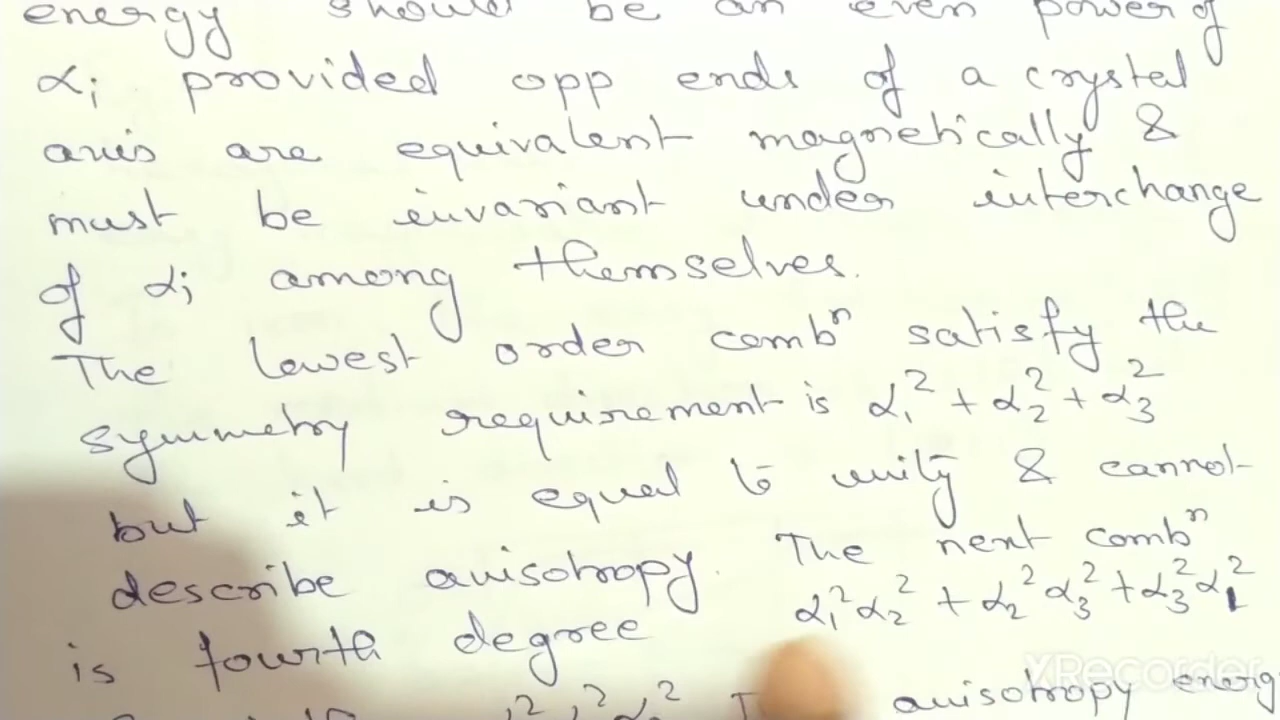 energy should be an even power of
αi provided opp ends of a crystal
axis are equivalent magnetically &
must be invariant under interchange
of αi among themselves.
The lowest order combⁿ satisfy the
symmetry requirement is α₁² + α₂² + α₃²
but it is equal to unity & cannot
describe anisotropy. The next combⁿ
is fourth degree α₁²α₂² + α₂²α₃² + α₃²α₁²
anisotropy energ
XRecorder